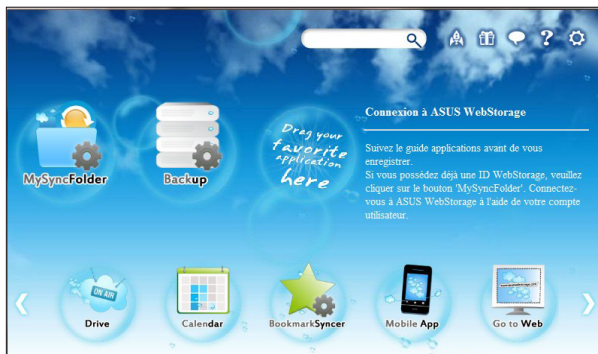 Connexion à ASUS WebStorage
Suivez le guide applications avant de vous
enregistrer.
Si vous possédez déjà une ID WebStorage, veuillez
cliquer sur le bouton 'MySyncFolder'. Connectez-
vous à ASUS WebStorage à l'aide de votre compte
utilisateur.
MySyncFolder
Backup
Drag your
favorite
application
here
ON AIR
Drive
Calendar
BookmarkSyncer
Mobile App
Go to Web